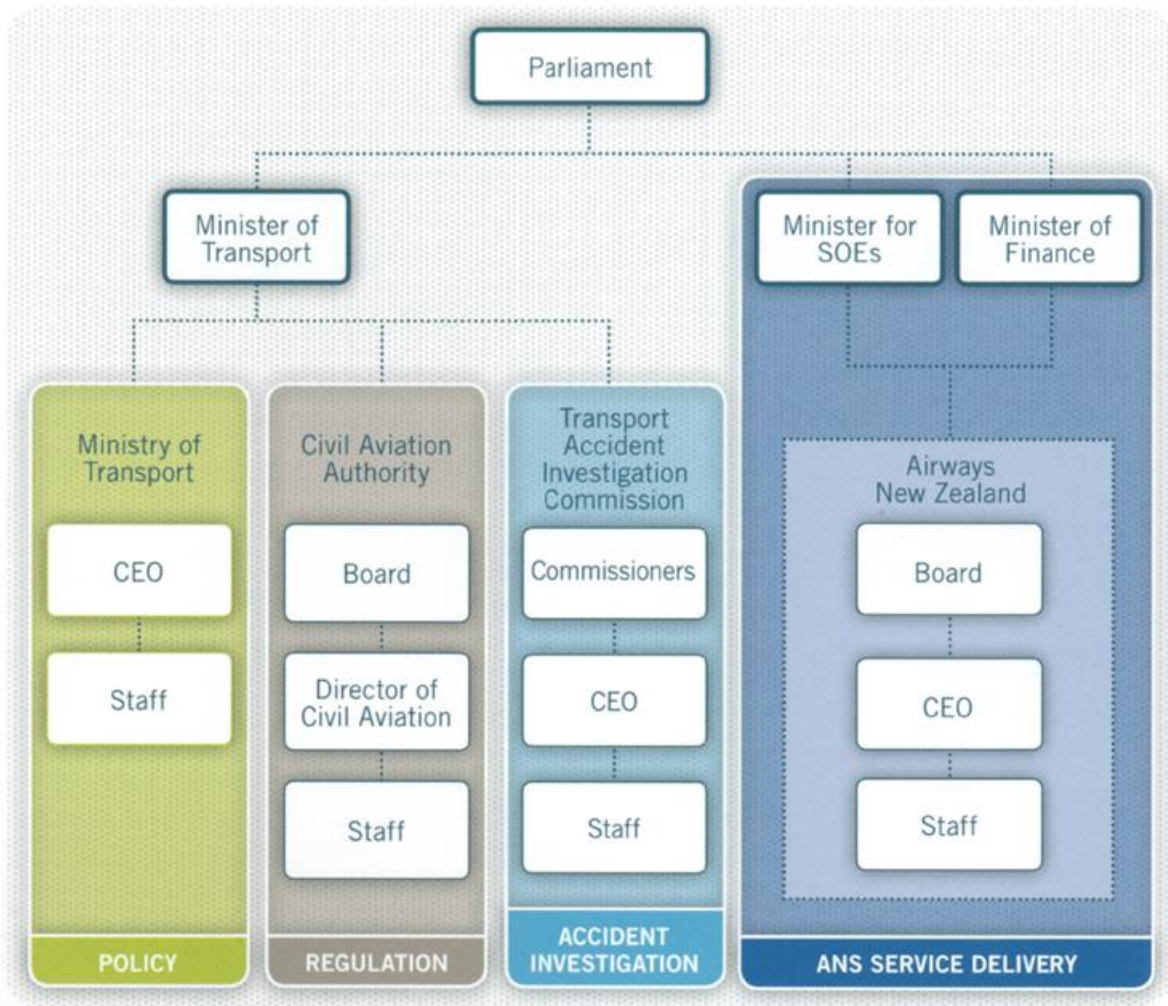 Parliament
Minister of
Transport
Minister for
SOEs
Minister of
Finance
Ministry of
Transport
CEO
Staff
POLICY
Civil Aviation
Authority
Board
Director of
Civil Aviation
Staff
REGULATION
Transport
Accident
Investigation
Commission
Commissioners
CEO
Staff
ACCIDENT
INVESTIGATION
Airways
New Zealand
Board
CEO
Staff
ANS SERVICE DELIVERY